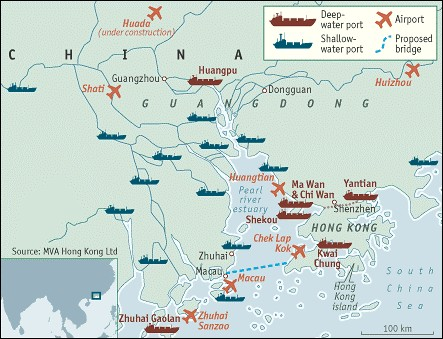 Deep-
water port
Airport
Shallow-
water port
Proposed
bridge
Huada
(under construction)
CHINA
Guangzhou
Huangpu
Shati
Dongguan
Huizhou
GUANGDONG
Huangtian
Pearl
river
estuary
Ma Wan
& Chi Wan
Yantian
Shekou
Shenzhen
HONG KONG
Chek Lap
Kok
Kwai
Chung
Source: MVA Hong Kong Ltd
Zhuhai
Macau
Macau
Hong
Kong
island
South
China
Sea
Zhuhai Gaolan
Zhuhai
Sanzao
100 km